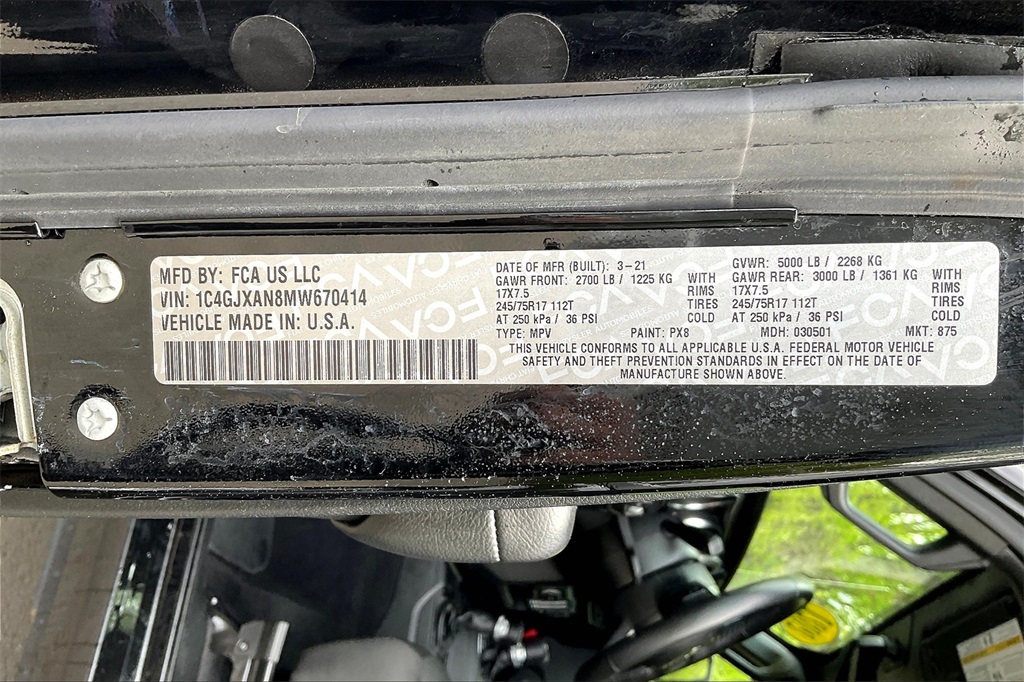 MFD BY: FCA US LLC
VIN: 1C4GJXAN8MW670414
VEHICLE MADE IN: U.S.A.
DATE OF MFR (BUILT): 3-21
GAWR FRONT: 2700 LB / 1225 KG WITH
17X7.5 RIMS
245/75R17 112T TIRES
AT 250 kPa / 36 PSI COLD
GVWR: 5000 LB / 2268 KG
GAWR REAR: 3000 LB / 1361 KG WITH
17X7.5 RIMS
245/75R17 112T TIRES
AT 250 kPa / 36 PSI COLD
TYPE: MPV PAINT: PX8 MDH: 030501 MKT: 875
THIS VEHICLE CONFORMS TO ALL APPLICABLE U.S.A. FEDERAL MOTOR VEHICLE
SAFETY AND THEFT PREVENTION STANDARDS IN EFFECT ON THE DATE OF
MANUFACTURE SHOWN ABOVE.